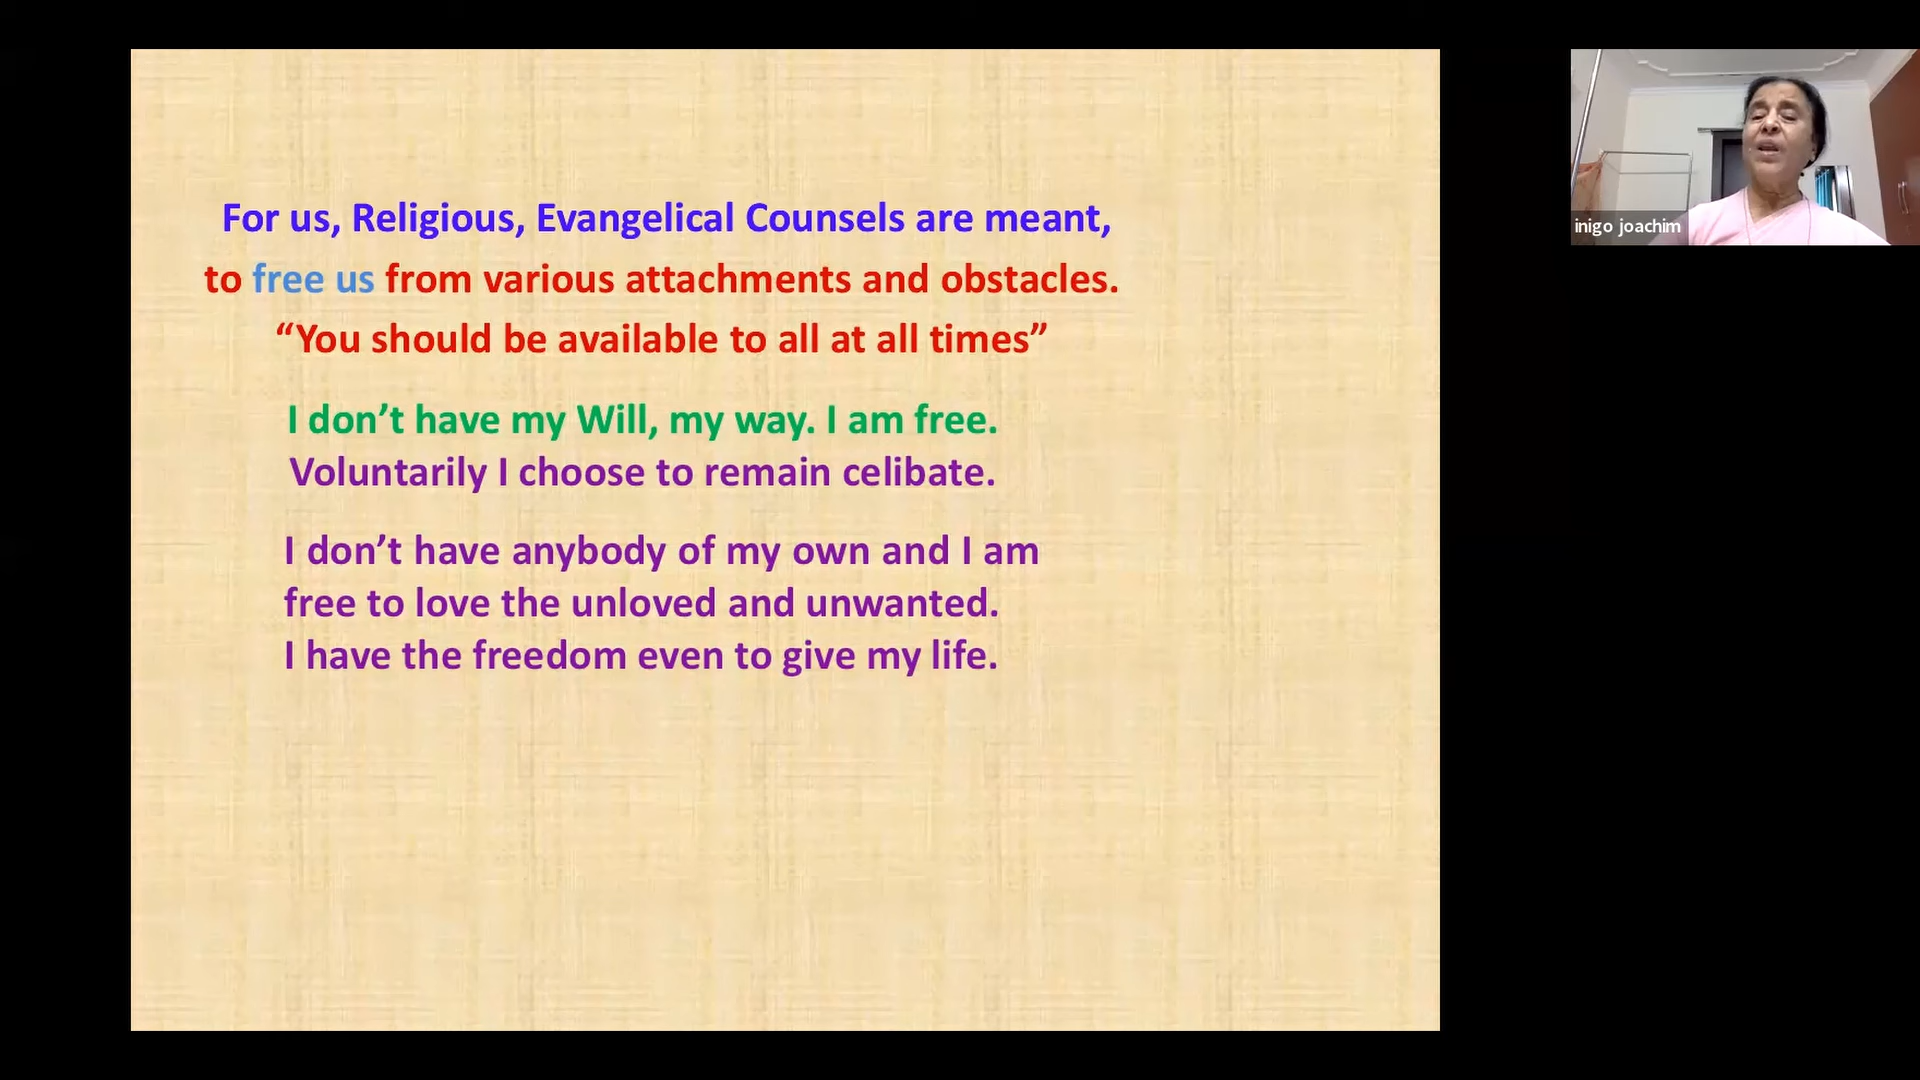 For us, Religious, Evangelical Counsels are meant,
to free us from various attachments and obstacles.
“You should be available to all at all times”
I don’t have my Will, my way. I am free.
Voluntarily I choose to remain celibate.
I don’t have anybody of my own and I am
free to love the unloved and unwanted.
I have the freedom even to give my life.
inigo joachim